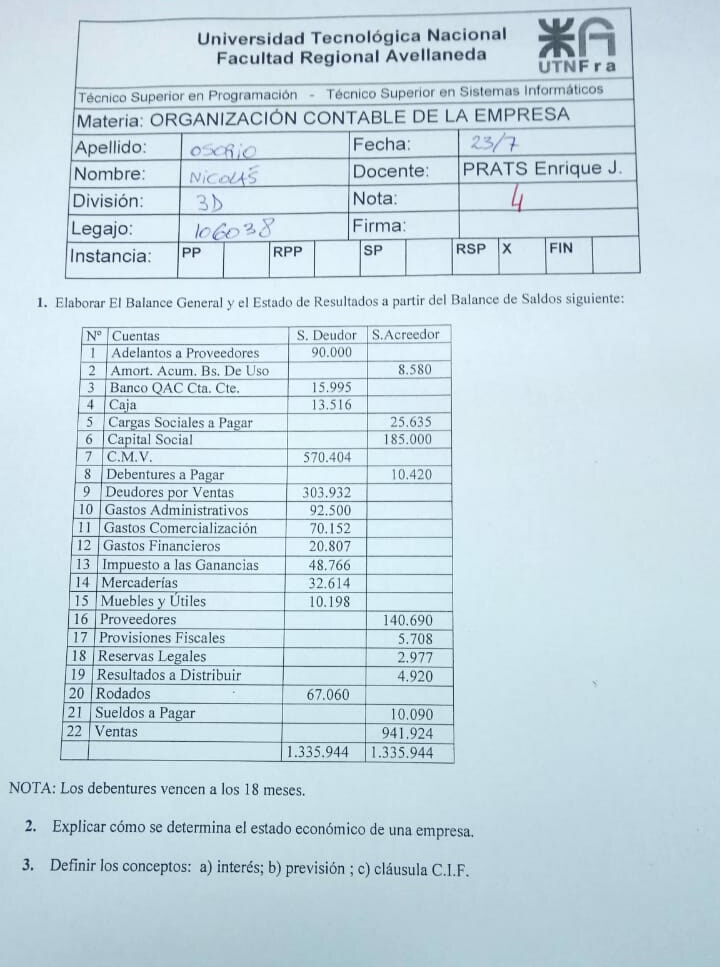 Universidad Tecnológica Nacional
Facultad Regional Avellaneda
UTNFra
Técnico Superior en Programación - Técnico Superior en Sistemas Informáticos
Materia: ORGANIZACIÓN CONTABLE DE LA EMPRESA
Apellido: OSORIO Fecha: 23/7
Nombre: NICOLÁS Docente: PRATS Enrique J.
División: 3D Nota: 4
Legajo: 106038 Firma:
Instancia: PP RPP SP RSP X FIN
1. Elaborar El Balance General y el Estado de Resultados a partir del Balance de Saldos siguiente:
N° Cuentas S. Deudor S.Acreedor
1 Adelantos a Proveedores 90.000
2 Amort. Acum. Bs. De Uso 8.580
3 Banco QAC Cta. Cte. 15.995
4 Caja 13.516
5 Cargas Sociales a Pagar 25.635
6 Capital Social 185.000
7 C.M.V. 570.404
8 Debentures a Pagar 10.420
9 Deudores por Ventas 303.932
10 Gastos Administrativos 92.500
11 Gastos Comercialización 70.152
12 Gastos Financieros 20.807
13 Impuesto a las Ganancias 48.766
14 Mercaderías 32.614
15 Muebles y Útiles 10.198
16 Proveedores 140.690
17 Provisiones Fiscales 5.708
18 Reservas Legales 2.977
19 Resultados a Distribuir 4.920
20 Rodados 67.060
21 Sueldos a Pagar 10.090
22 Ventas 941.924
1.335.944 1.335.944
NOTA: Los debentures vencen a los 18 meses.
2. Explicar cómo se determina el estado económico de una empresa.
3. Definir los conceptos: a) interés; b) previsión ; c) cláusula C.I.F.